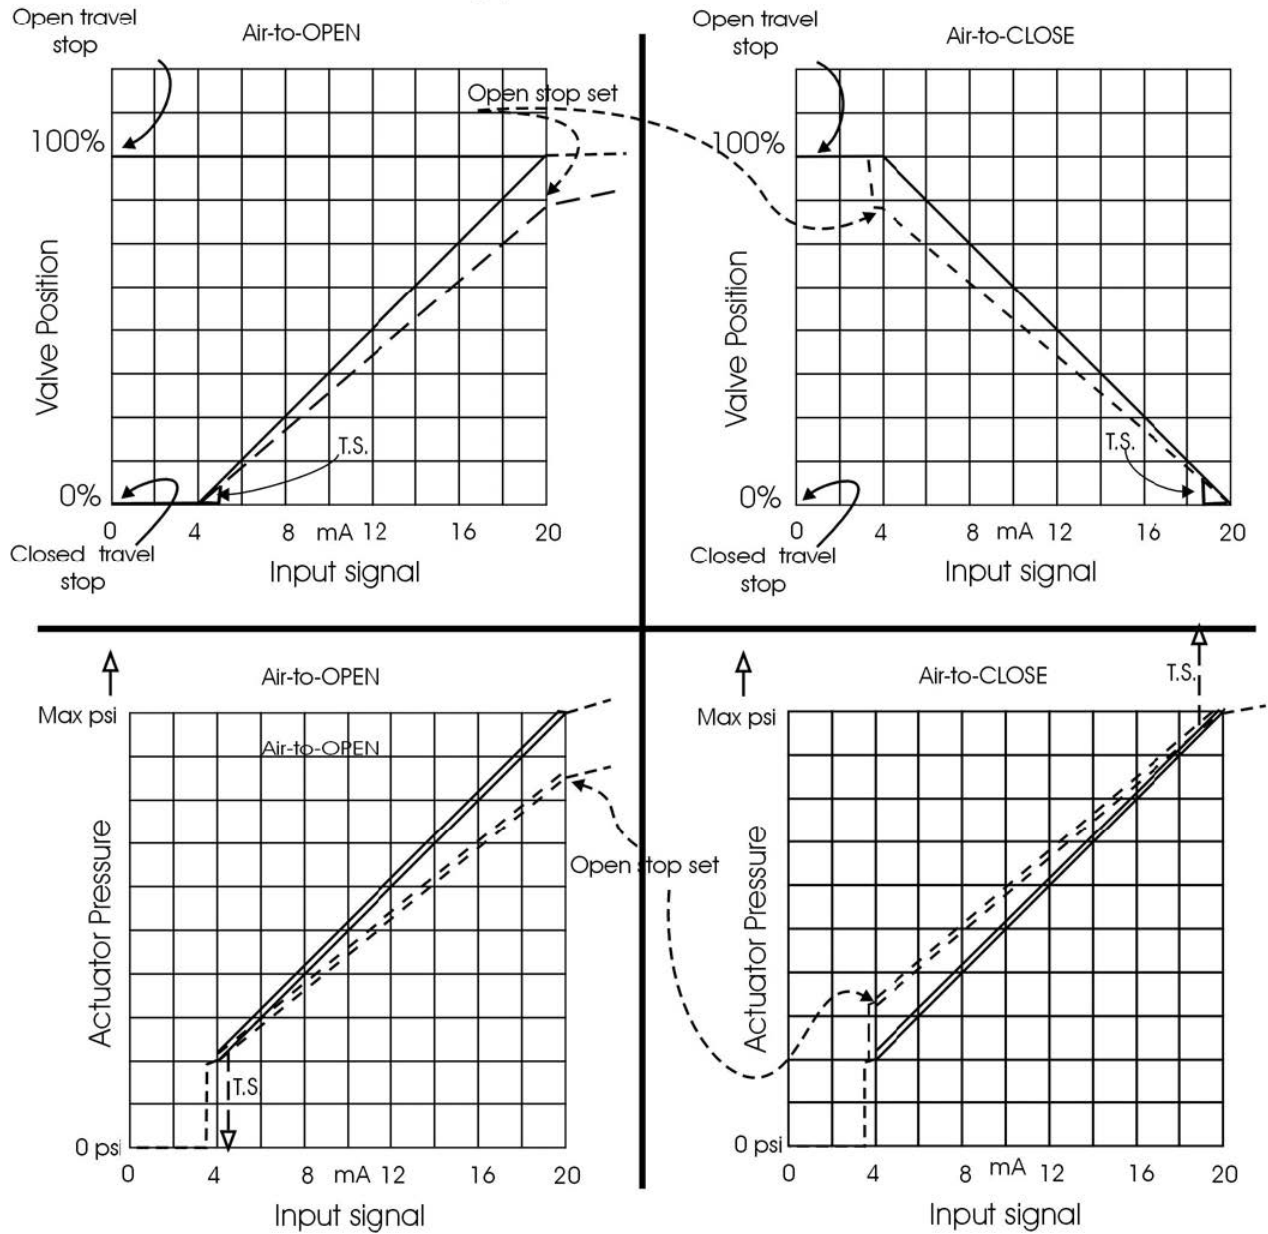 Open travel
stop
Air-to-OPEN
Open stop set
100%
Valve Position
T.S.
0%
0 4 8 mA 12 16 20
Closed travel
stop
Input signal
Open travel
stop
Air-to-CLOSE
100%
Valve Position
T.S.
0%
0 4 8 mA 12 16 20
Closed travel
stop
Input signal
Air-to-OPEN
Max psi
Air-to-OPEN
Actuator Pressure
Open stop set
T.S
0 psi
0 4 8 mA 12 16 20
Input signal
Air-to-CLOSE
T.S.
Max psi
Actuator Pressure
0 psi
0 4 8 mA 12 16 20
Input signal